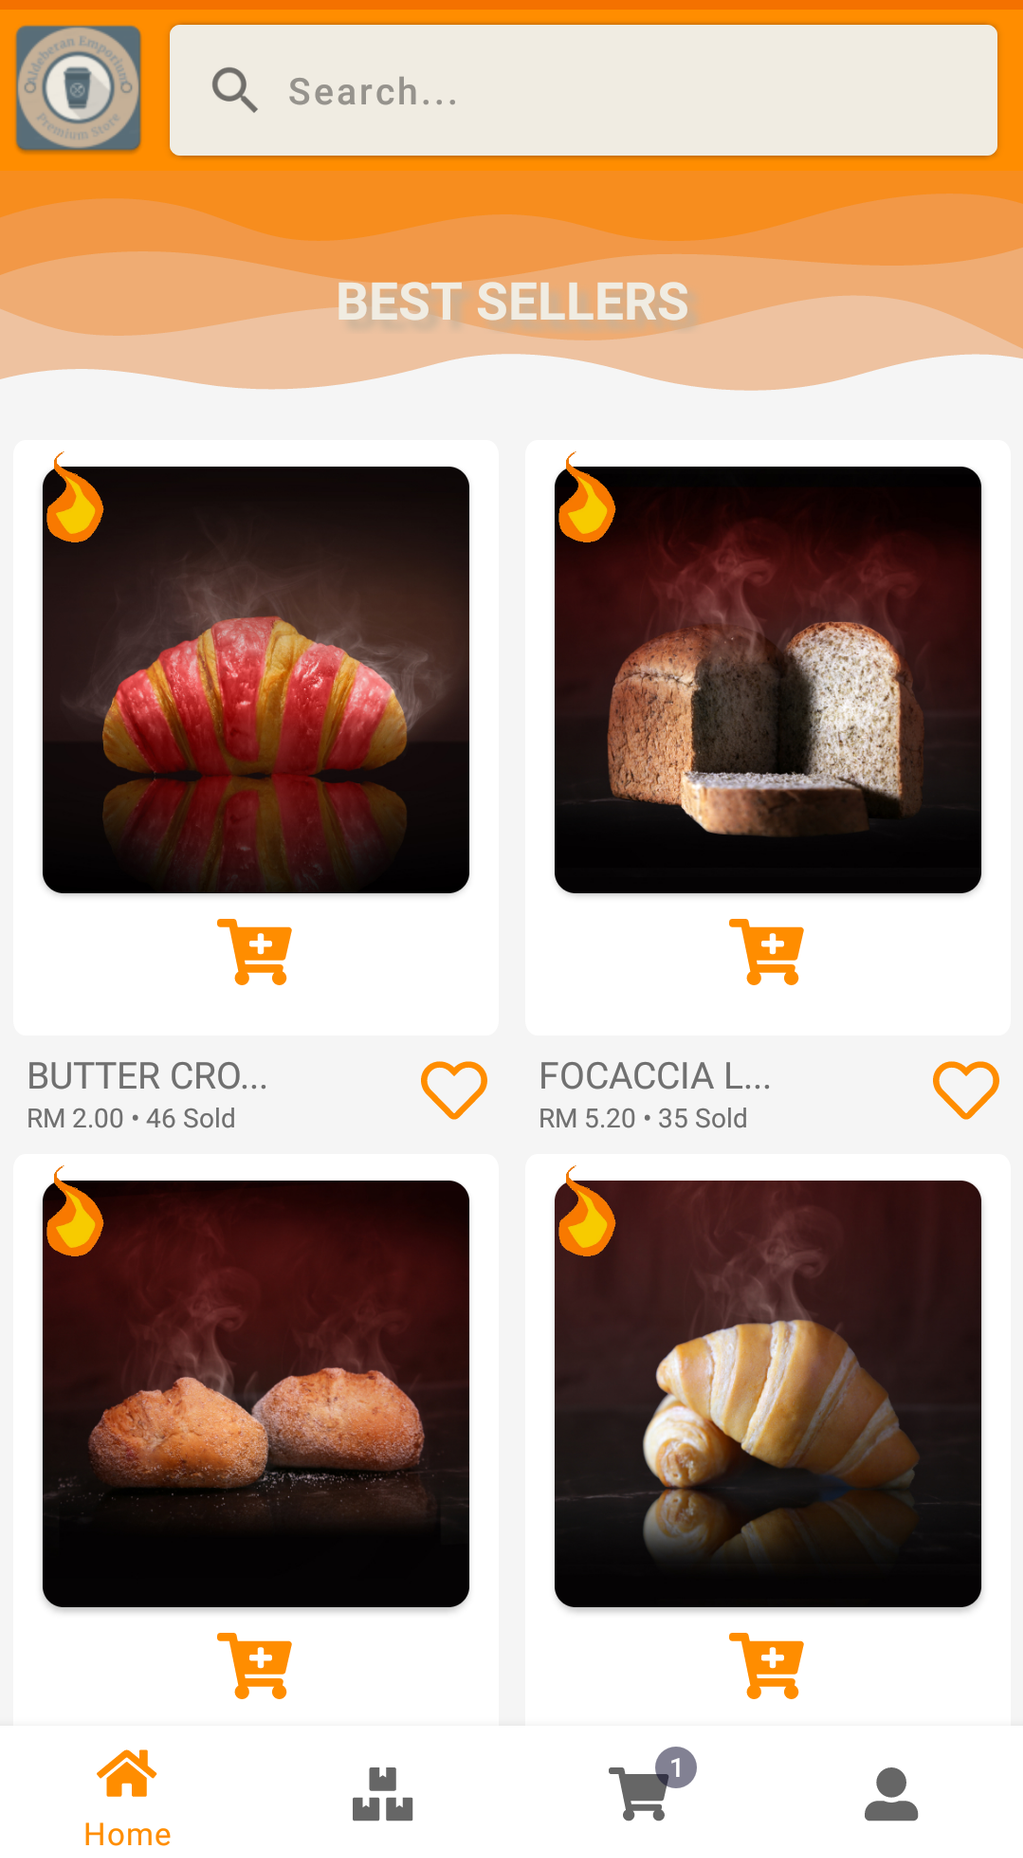 Aldeberan Emporium
Premium Store
Search...
BEST SELLERS
BUTTER CRO...
RM 2.00 • 46 Sold
FOCACCIA L...
RM 5.20 • 35 Sold
1
Home